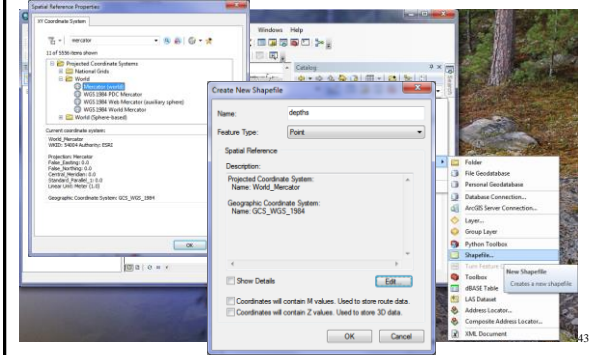 Spatial Reference Properties
XY Coordinate System
mercator
11 of 5556 items shown
Projected Coordinate Systems
National Grids
World
Mercator (world)
WGS 1984 PDC Mercator
WGS 1984 Web Mercator (auxiliary sphere)
WGS 1984 World Mercator
World (Sphere-based)
Current coordinate system:
World_Mercator
WKID: 54004 Authority: ESRI
Projection: Mercator
False_Easting: 0.0
False_Northing: 0.0
Central_Meridian: 0.0
Standard_Parallel_1: 0.0
Linear Unit: Meter (1.0)
Geographic Coordinate System: GCS_WGS_1984
OK
Windows Help
Catalog
Search
Create New Shapefile
Name:
depths
Feature Type:
Point
Spatial Reference
Description:
Projected Coordinate System:
Name: World_Mercator
Geographic Coordinate System:
Name: GCS_WGS_1984
Show Details
Edit...
Coordinates will contain M values. Used to store route data.
Coordinates will contain Z values. Used to store 3D data.
OK
Cancel
Folder
File Geodatabase
Personal Geodatabase
Database Connection...
ArcGIS Server Connection...
Layer...
Group Layer
Python Toolbox
Shapefile...
Turn Feature
Toolbox
dBASE Table
LAS Dataset
Address Locator...
Composite Address Locator...
XML Document
New Shapefile
Creates a new shapefile
43